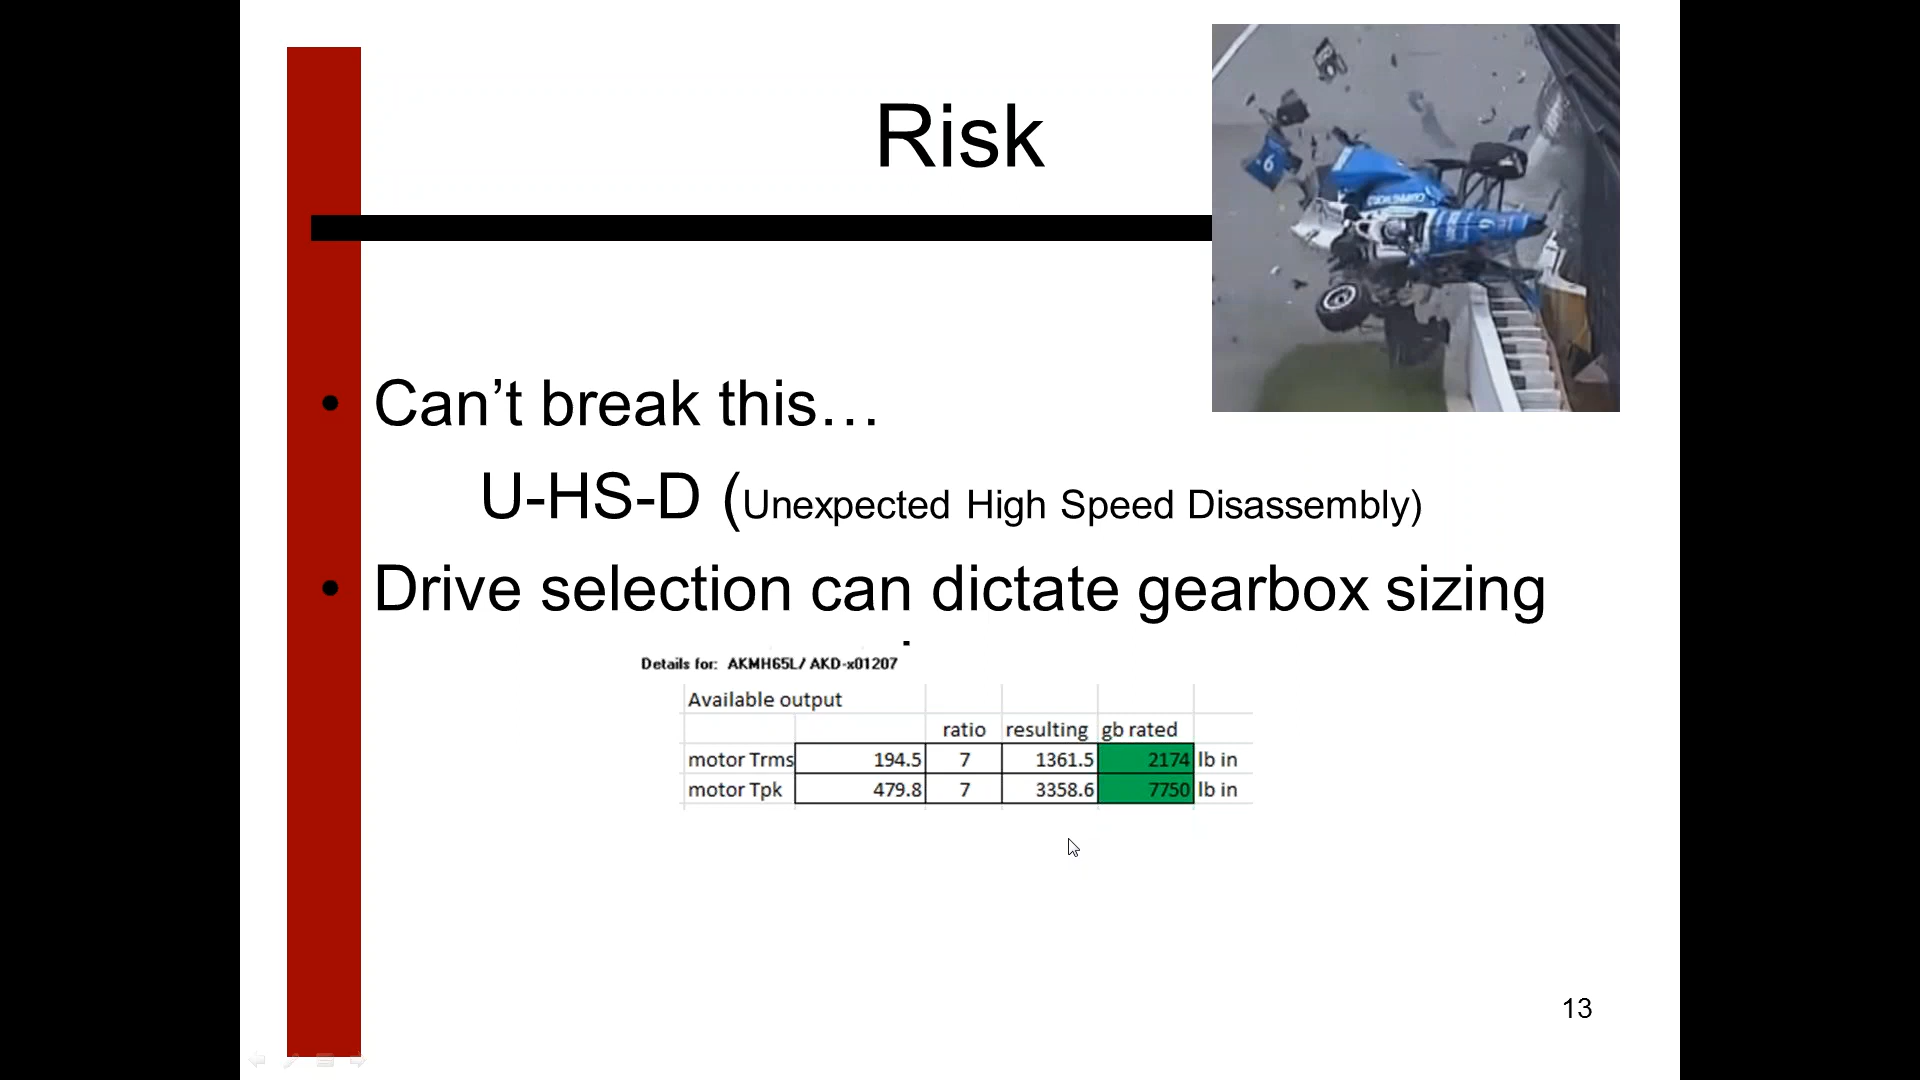 Risk
• Can’t break this…
U-HS-D (Unexpected High Speed Disassembly)
• Drive selection can dictate gearbox sizing
Details for: AKMH65L/ AKD-x01207
Available output
ratio resulting gb rated
motor Trms 194.5 7 1361.5 2174 lb in
motor Tpk 479.8 7 3358.6 7750 lb in
9
13